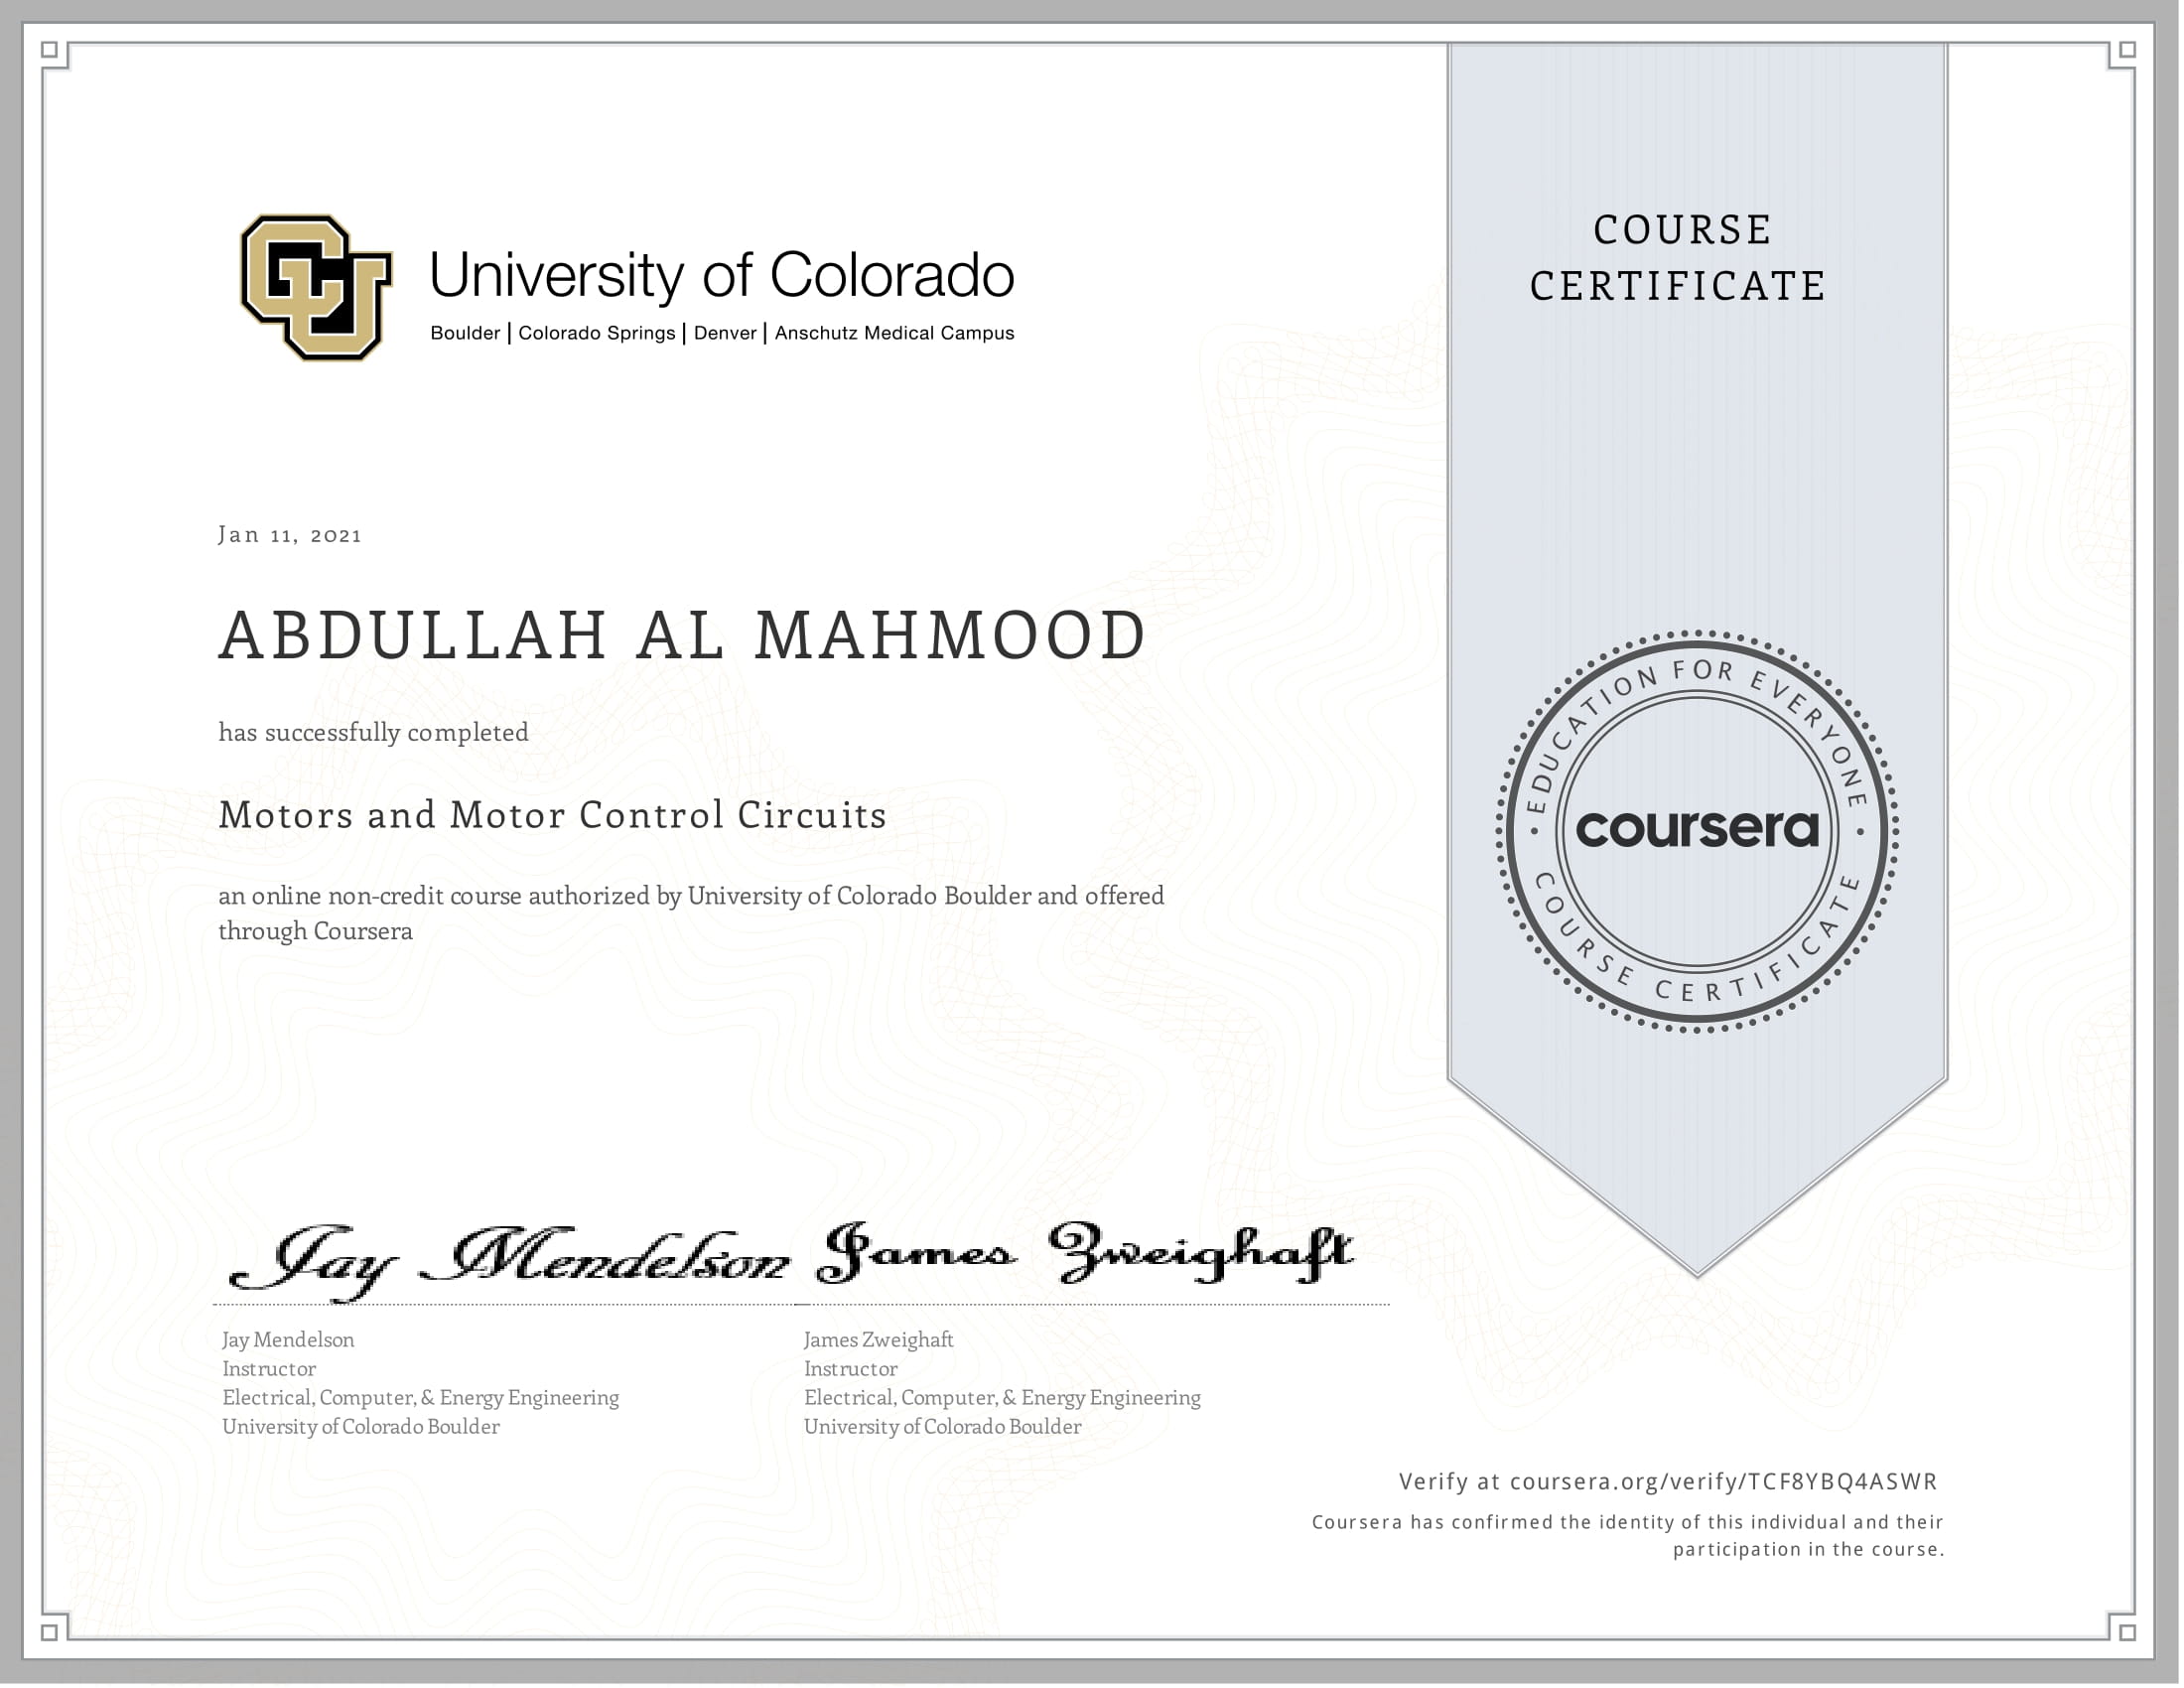 University of Colorado
Boulder | Colorado Springs | Denver | Anschutz Medical Campus
COURSE
CERTIFICATE
Jan 11, 2021
ABDULLAH AL MAHMOOD
has successfully completed
Motors and Motor Control Circuits
an online non-credit course authorized by University of Colorado Boulder and offered
through Coursera
EDUCATION FOR EVERYONE
coursera
COURSE CERTIFICATE
Jay Mendelson
James Zweighaft
Jay Mendelson
Instructor
Electrical, Computer, & Energy Engineering
University of Colorado Boulder
James Zweighaft
Instructor
Electrical, Computer, & Energy Engineering
University of Colorado Boulder
Verify at coursera.org/verify/TCF8YBQ4ASWR
Coursera has confirmed the identity of this individual and their
participation in the course.